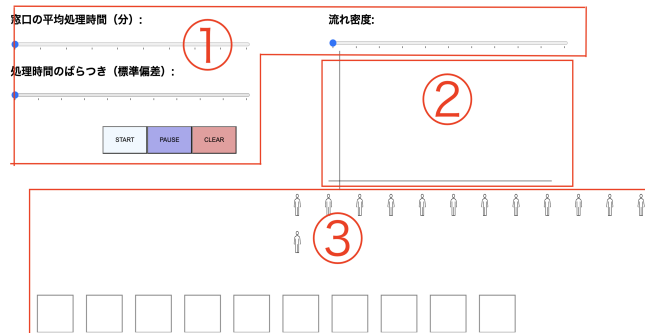 窓口の平均処理時間（分）:
流れ密度:
①
処理時間のばらつき（標準偏差）:
②
START PAUSE CLEAR
③